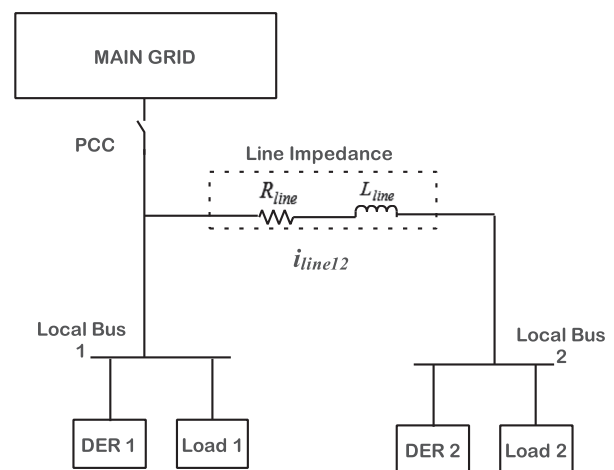 MAIN GRID
PCC
Line Impedance
Rline
Lline
iline12
Local Bus
1
Local Bus
2
DER 1
Load 1
DER 2
Load 2